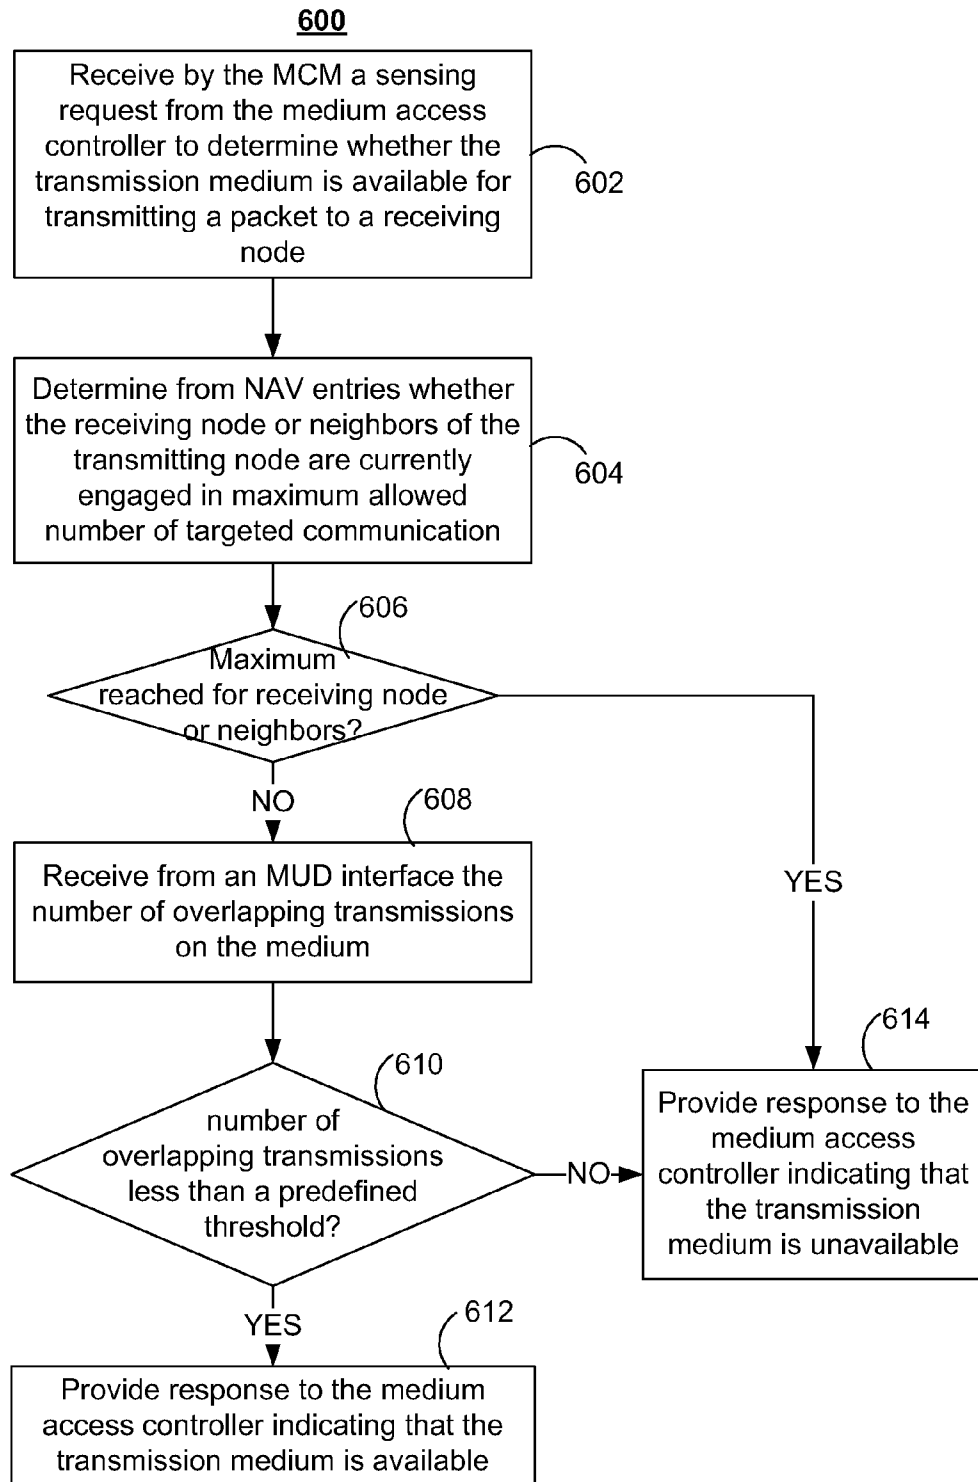 600
Receive by the MCM a sensing
request from the medium access
controller to determine whether the
transmission medium is available for
transmitting a packet to a receiving
node
602
Determine from NAV entries whether
the receiving node or neighbors of the
transmitting node are currently
engaged in maximum allowed
number of targeted communication
604
606
Maximum
reached for receiving node
or neighbors?
NO
608
Receive from an MUD interface the
number of overlapping transmissions
on the medium
YES
610
number of
overlapping transmissions
less than a predefined
threshold?
NO
614
Provide response to the
medium access
controller indicating that
the transmission
medium is unavailable
YES
612
Provide response to the medium
access controller indicating that the
transmission medium is available